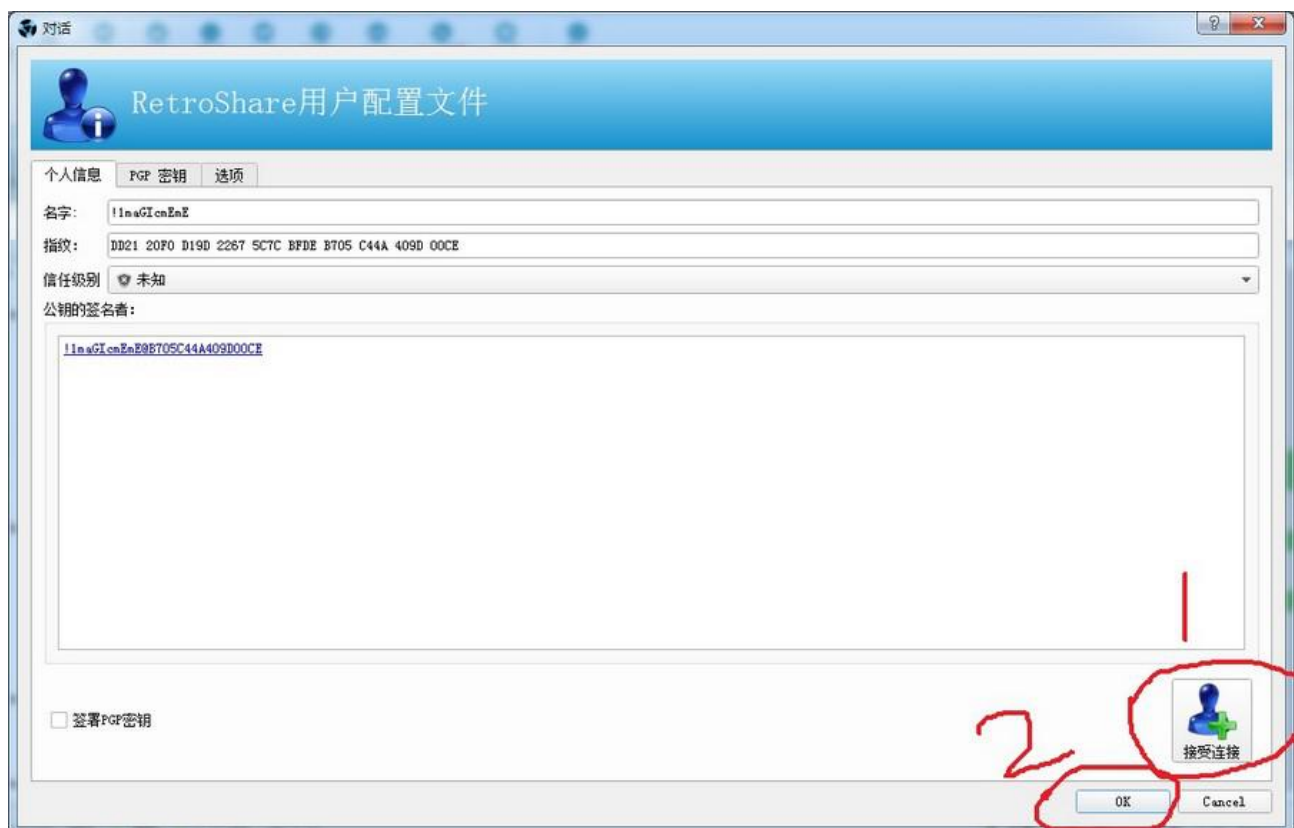 对话
RetroShare用户配置文件
个人信息 PGP 密钥 选项
名字: !1naGIcmEmE
指纹: DD21 20F0 D19D 2267 5C7C BFDE B705 C44A 409D 00CE
信任级别 未知
公钥的签名者:
!1naGIcmEmE@B705C44A409D00CE
1
签署PGP密钥
2
接受连接
OK Cancel